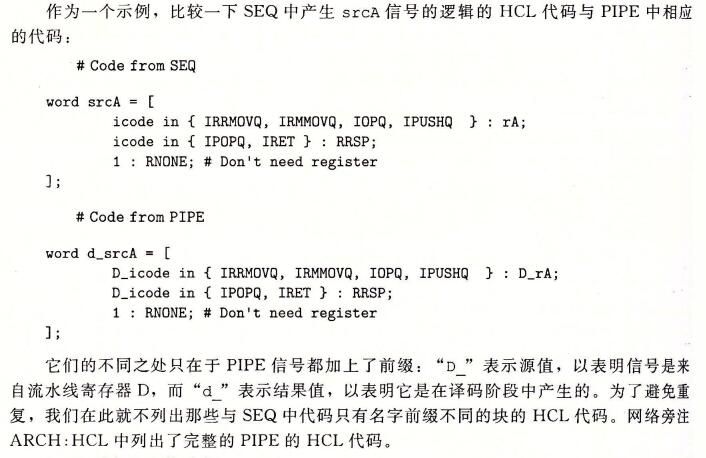 作为一个示例，比较一下 SEQ 中产生 srcA 信号的逻辑的 HCL 代码与 PIPE 中相应
的代码：
# Code from SEQ
word srcA = [
icode in { IRRMOVQ, IRMMOVQ, IOPQ, IPUSHQ } : rA;
icode in { IPOPQ, IRET } : RRSP;
1 : RNONE; # Don't need register
];
# Code from PIPE
word d_srcA = [
D_icode in { IRRMOVQ, IRMMOVQ, IOPQ, IPUSHQ } : D_rA;
D_icode in { IPOPQ, IRET } : RRSP;
1 : RNONE; # Don't need register
];
它们的不同之处只在于 PIPE 信号都加上了前缀：“D_”表示源值，以表明信号是来
自流水线寄存器 D，而“d_”表示结果值，以表明它是在译码阶段中产生的。为了避免重
复，我们在此就不列出那些与 SEQ 中代码只有名字前缀不同的块的 HCL 代码。网络旁注
ARCH:HCL 中列出了完整的 PIPE 的 HCL 代码。